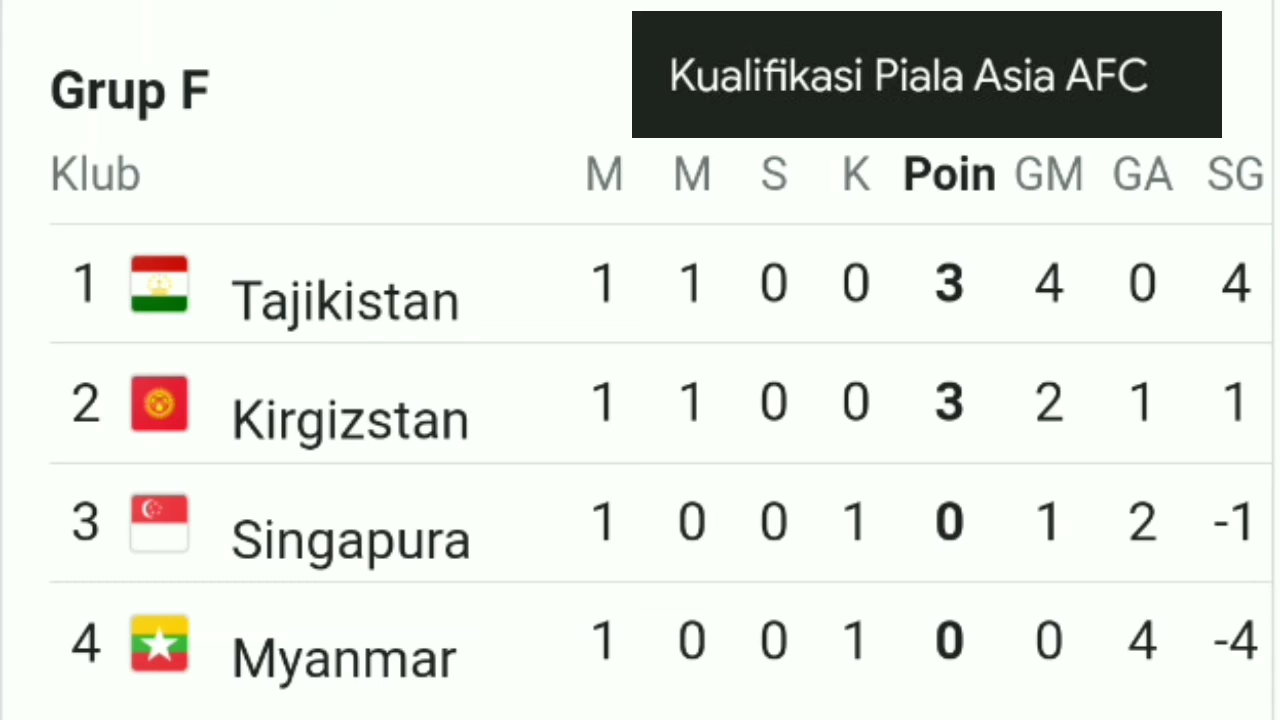 Kualifikasi Piala Asia AFC
Grup F
Klub M M S K Poin GM GA SG
1 Tajikistan 1 1 0 0 3 4 0 4
2 Kirgizstan 1 1 0 0 3 2 1 1
3 Singapura 1 0 0 1 0 1 2 -1
4 Myanmar 1 0 0 1 0 0 4 -4